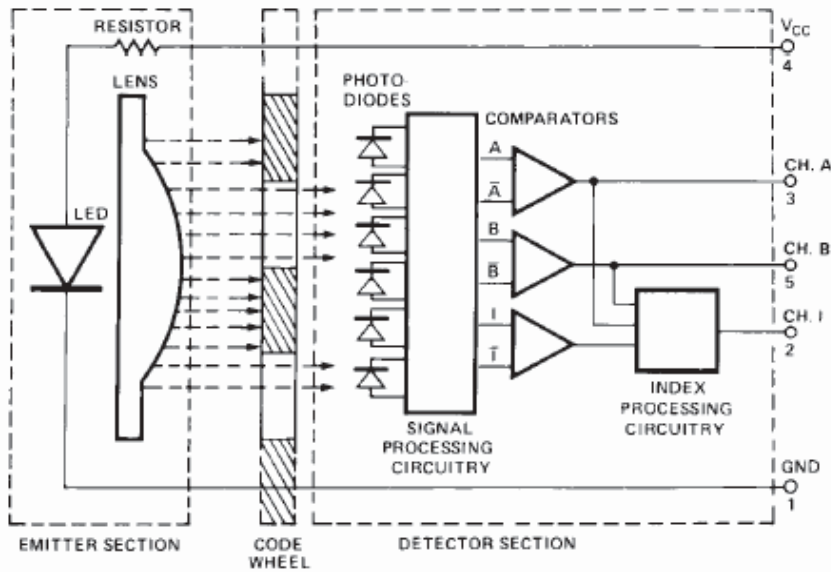 RESISTOR
V_CC
4
LENS
PHOTO-
DIODES
COMPARATORS
A
A̅
CH. A
3
LED
B
B̅
CH. B
5
I
I̅
CH. I
2
INDEX
PROCESSING
CIRCUITRY
SIGNAL
PROCESSING
CIRCUITRY
GND
1
EMITTER SECTION
CODE
WHEEL
DETECTOR SECTION